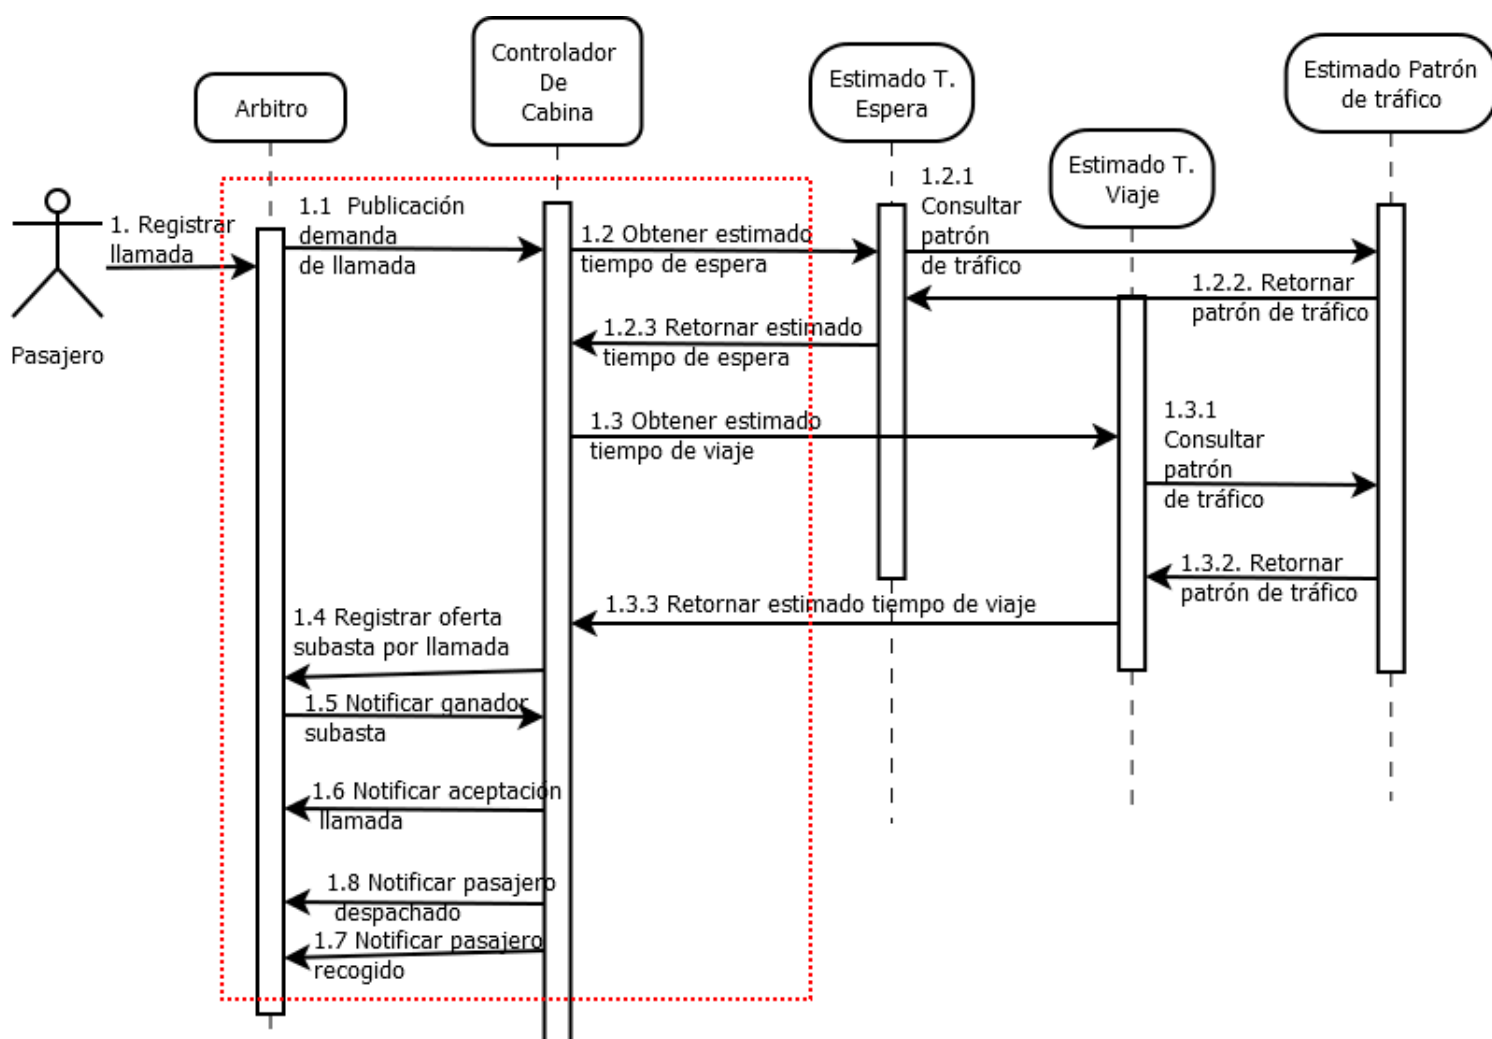 Arbitro
Controlador
De
Cabina
Estimado T.
Espera
Estimado T.
Viaje
Estimado Patrón
de tráfico
Pasajero
1. Registrar
llamada
1.1 Publicación
demanda
de llamada
1.2 Obtener estimado
tiempo de espera
1.2.1
Consultar
patrón
de tráfico
1.2.2. Retornar
patrón de tráfico
1.2.3 Retornar estimado
tiempo de espera
1.3 Obtener estimado
tiempo de viaje
1.3.1
Consultar
patrón
de tráfico
1.3.2. Retornar
patrón de tráfico
1.3.3 Retornar estimado tiempo de viaje
1.4 Registrar oferta
subasta por llamada
1.5 Notificar ganador
subasta
1.6 Notificar aceptación
llamada
1.8 Notificar pasajero
despachado
1.7 Notificar pasajero
recogido